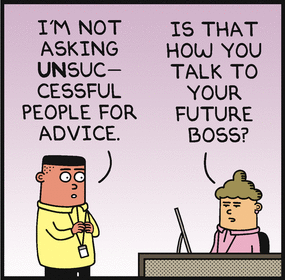 I'M NOT
ASKING
UNSUC–
CESSFUL
PEOPLE FOR
ADVICE.
IS THAT
HOW YOU
TALK TO
YOUR
FUTURE
BOSS?